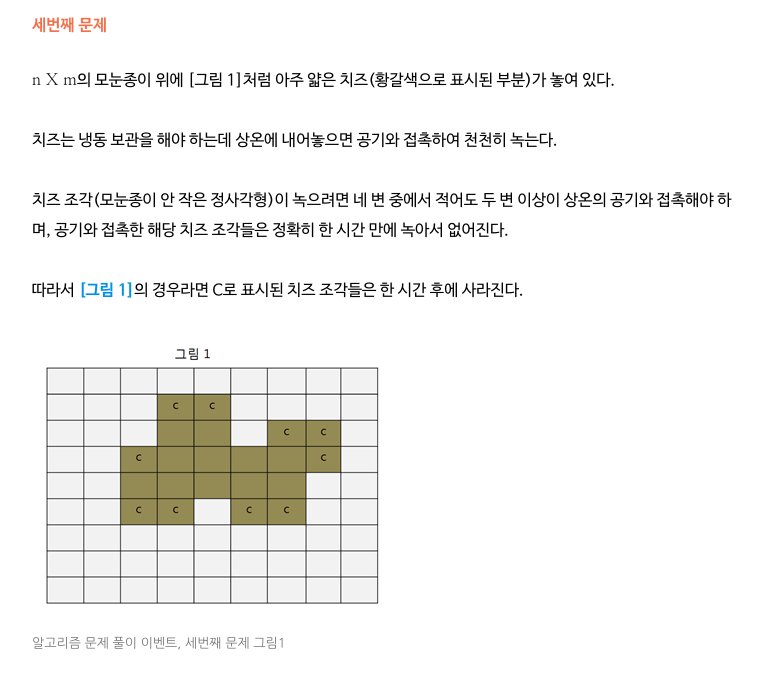 세번째 문제
n X m의 모눈종이 위에 [그림 1]처럼 아주 얇은 치즈(황갈색으로 표시된 부분)가 놓여 있다.
치즈는 냉동 보관을 해야 하는데 상온에 내어놓으면 공기와 접촉하여 천천히 녹는다.
치즈 조각(모눈종이 안 작은 정사각형)이 녹으려면 네 변 중에서 적어도 두 변 이상이 상온의 공기와 접촉해야 하
며, 공기와 접촉한 해당 치즈 조각들은 정확히 한 시간 만에 녹아서 없어진다.
따라서 [그림 1]의 경우라면 C로 표시된 치즈 조각들은 한 시간 후에 사라진다.
그림 1
c c
c c
c c
c c c c
알고리즘 문제 풀이 이벤트, 세번째 문제 그림1